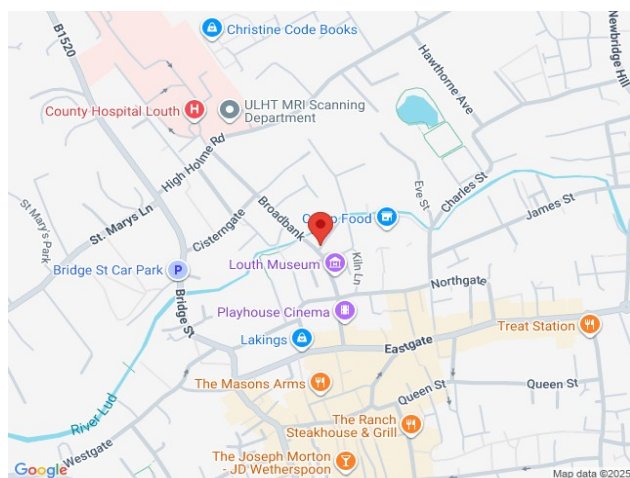 B1520
Christine Code Books
Newbridge Hill
Hawthorne Ave
County Hospital Louth
H
ULHT MRI Scanning
Department
High Holme Rd
St Mary's Park
St. Marys Ln
Cisterngate
Broadbank
Food
Eve St
Charles St
James St
Bridge St Car Park
P
Louth Museum
Kiln Ln
Northgate
Bridge St
Playhouse Cinema
Lakings
Eastgate
Treat Station
The Masons Arms
Queen St
Queen St
River Lud
The Ranch
Steakhouse & Grill
Westgate
The Joseph Morton
- JD Wetherspoon
Google
Map data ©2025